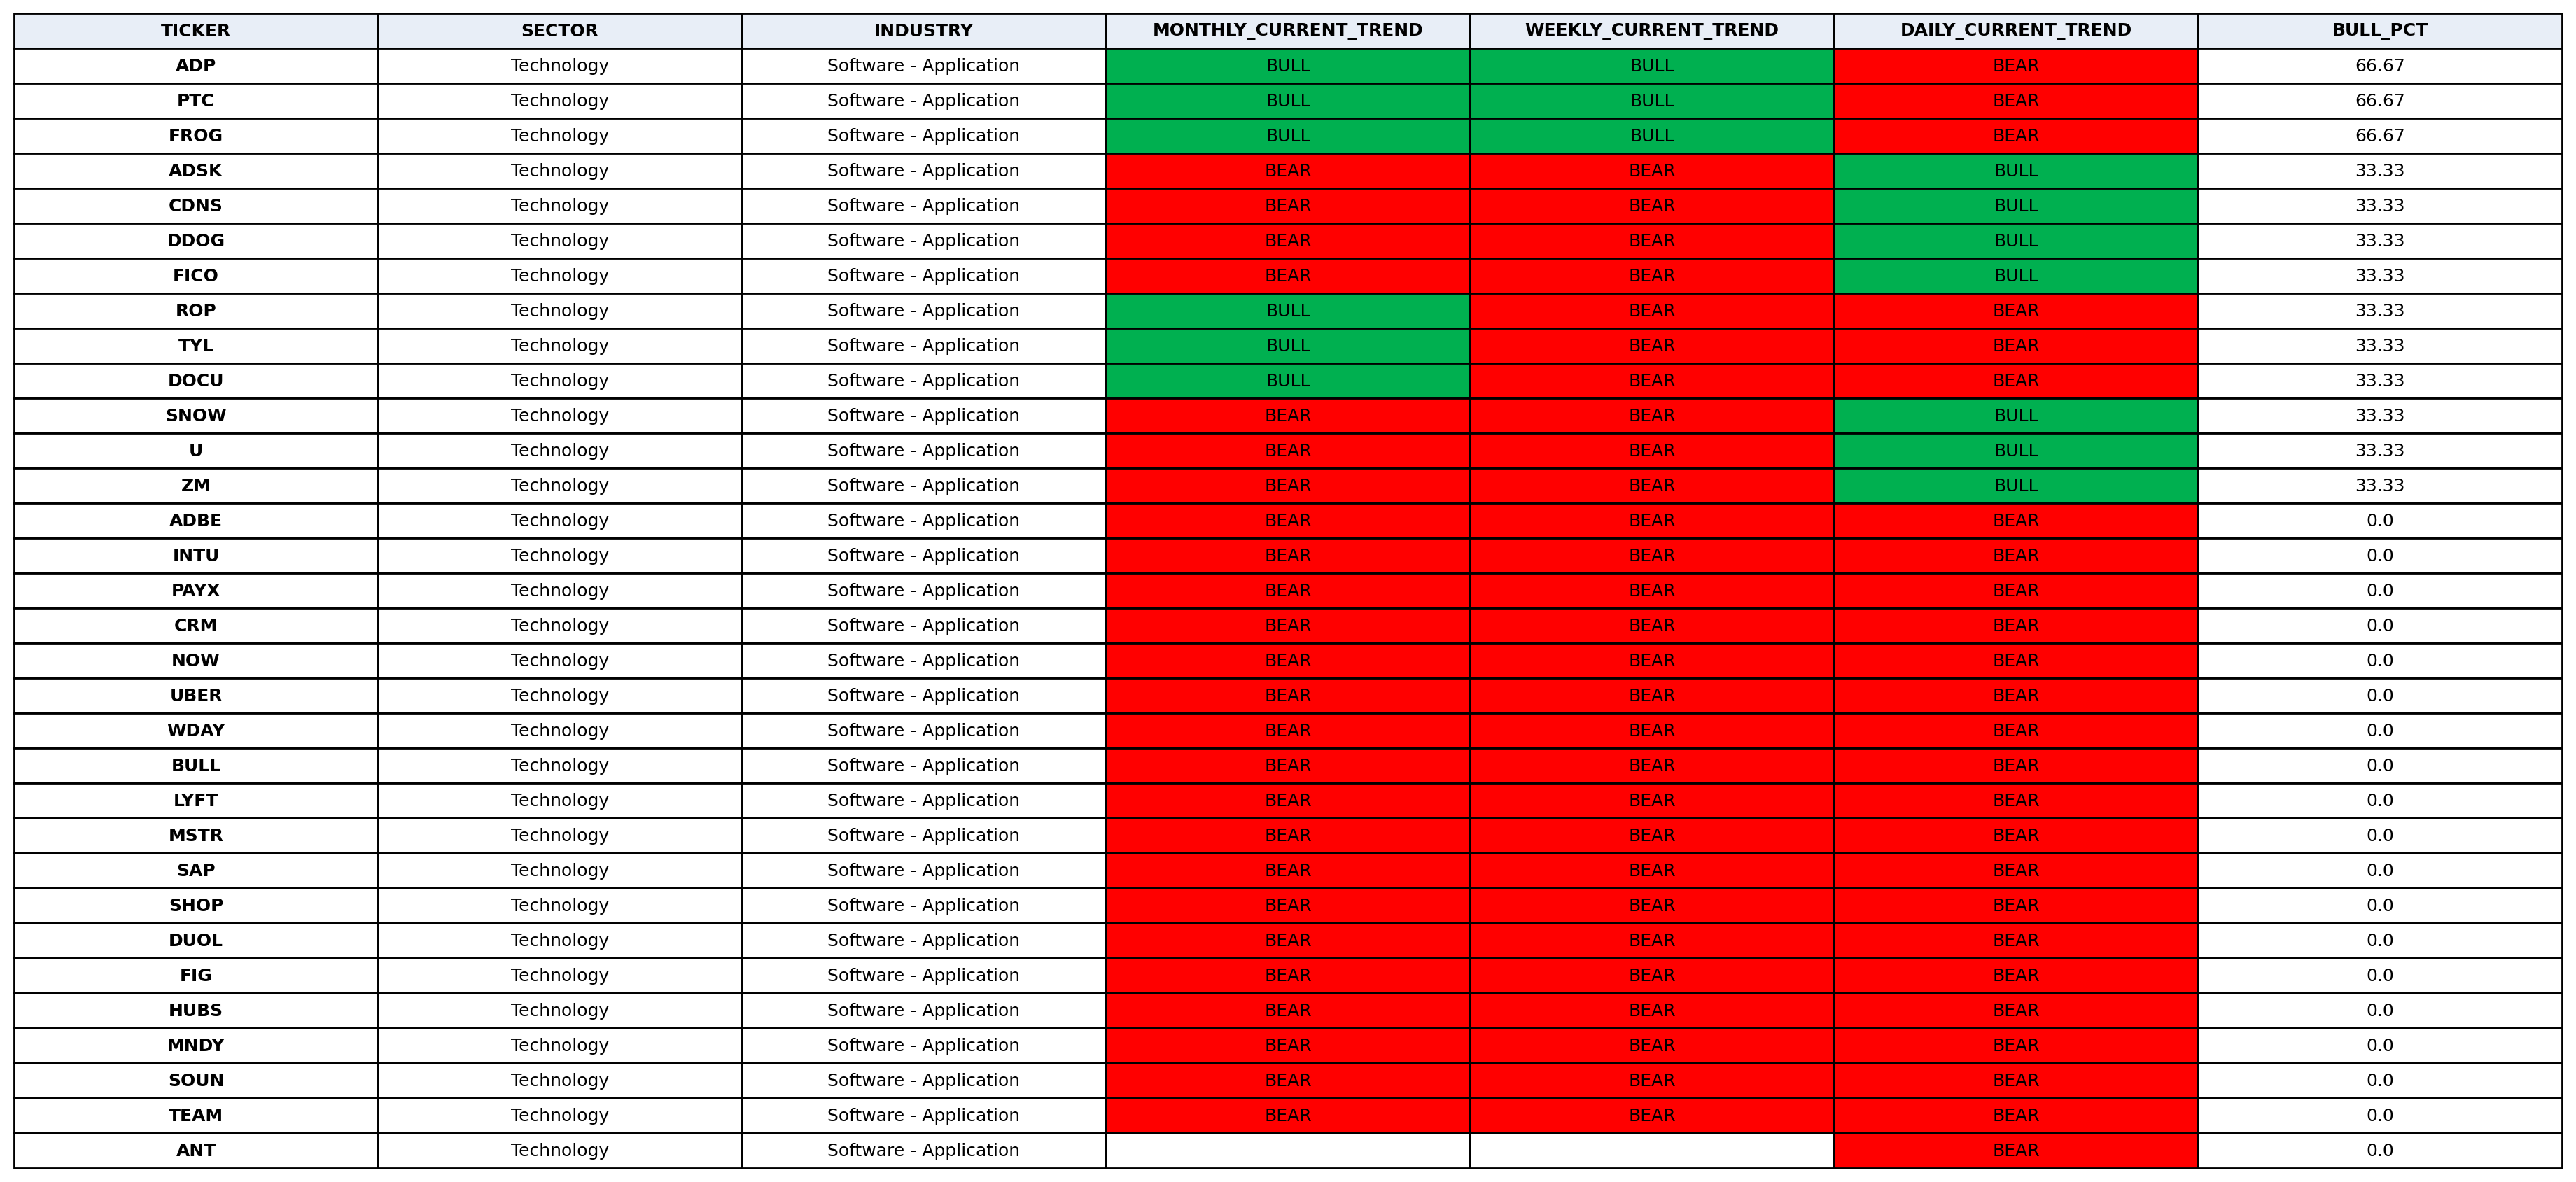 TICKER SECTOR INDUSTRY MONTHLY_CURRENT_TREND WEEKLY_CURRENT_TREND DAILY_CURRENT_TREND BULL_PCT
ADP Technology Software - Application BULL BULL BEAR 66.67
PTC Technology Software - Application BULL BULL BEAR 66.67
FROG Technology Software - Application BULL BULL BEAR 66.67
ADSK Technology Software - Application BEAR BEAR BULL 33.33
CDNS Technology Software - Application BEAR BEAR BULL 33.33
DDOG Technology Software - Application BEAR BEAR BULL 33.33
FICO Technology Software - Application BEAR BEAR BULL 33.33
ROP Technology Software - Application BULL BEAR BEAR 33.33
TYL Technology Software - Application BULL BEAR BEAR 33.33
DOCU Technology Software - Application BULL BEAR BEAR 33.33
SNOW Technology Software - Application BEAR BEAR BULL 33.33
U Technology Software - Application BEAR BEAR BULL 33.33
ZM Technology Software - Application BEAR BEAR BULL 33.33
ADBE Technology Software - Application BEAR BEAR BEAR 0.0
INTU Technology Software - Application BEAR BEAR BEAR 0.0
PAYX Technology Software - Application BEAR BEAR BEAR 0.0
CRM Technology Software - Application BEAR BEAR BEAR 0.0
NOW Technology Software - Application BEAR BEAR BEAR 0.0
UBER Technology Software - Application BEAR BEAR BEAR 0.0
WDAY Technology Software - Application BEAR BEAR BEAR 0.0
BULL Technology Software - Application BEAR BEAR BEAR 0.0
LYFT Technology Software - Application BEAR BEAR BEAR 0.0
MSTR Technology Software - Application BEAR BEAR BEAR 0.0
SAP Technology Software - Application BEAR BEAR BEAR 0.0
SHOP Technology Software - Application BEAR BEAR BEAR 0.0
DUOL Technology Software - Application BEAR BEAR BEAR 0.0
FIG Technology Software - Application BEAR BEAR BEAR 0.0
HUBS Technology Software - Application BEAR BEAR BEAR 0.0
MNDY Technology Software - Application BEAR BEAR BEAR 0.0
SOUN Technology Software - Application BEAR BEAR BEAR 0.0
TEAM Technology Software - Application BEAR BEAR BEAR 0.0
ANT Technology Software - Application BEAR 0.0